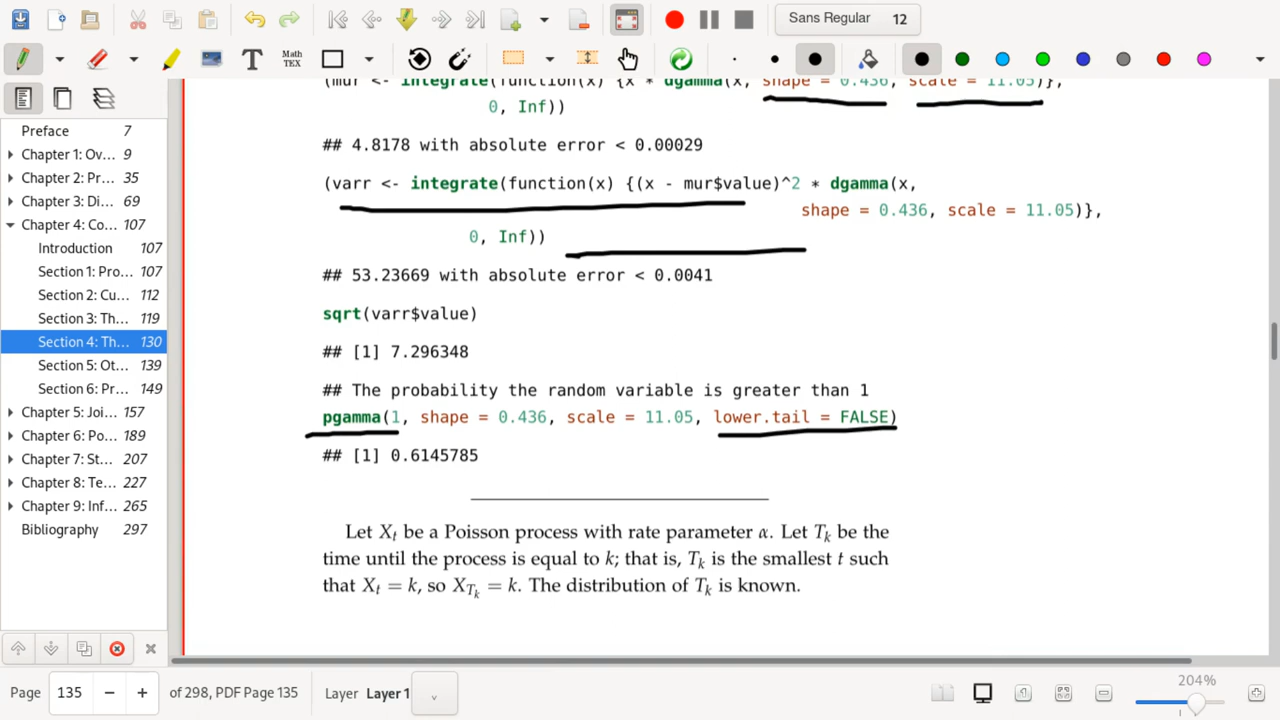 Sans Regular 12
T Math TEX
Preface 7
Chapter 1: Ov... 9
Chapter 2: Pr... 35
Chapter 3: Di... 69
Chapter 4: Co... 107
Introduction 107
Section 1: Pro... 107
Section 2: Cu... 112
Section 3: Th... 119
Section 4: Th... 130
Section 5: Ot... 139
Section 6: Pr... 149
Chapter 5: Joi... 157
Chapter 6: Po... 189
Chapter 7: St... 207
Chapter 8: Te... 227
Chapter 9: Inf... 265
Bibliography 297
(mur <- integrate(function(x) {x * dgamma(x, shape = 0.436, scale = 11.05)},
0, Inf))
## 4.8178 with absolute error < 0.00029
(varr <- integrate(function(x) {(x - mur$value)^2 * dgamma(x,
shape = 0.436, scale = 11.05)},
0, Inf))
## 53.23669 with absolute error < 0.0041
sqrt(varr$value)
## [1] 7.296348
## The probability the random variable is greater than 1
pgamma(1, shape = 0.436, scale = 11.05, lower.tail = FALSE)
## [1] 0.6145785
Let X_t be a Poisson process with rate parameter α. Let T_k be the
time until the process is equal to k; that is, T_k is the smallest t such
that X_t = k, so X_{T_k} = k. The distribution of T_k is known.
Page 135 − + of 298, PDF Page 135 Layer Layer 1 204%